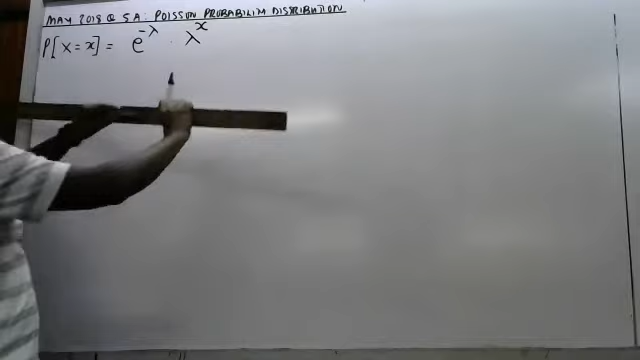 MAY 2018 Q 5A: POISSON PROBABILITY DISTRIBUTION
P[X=x] = e^-λ · λ^x